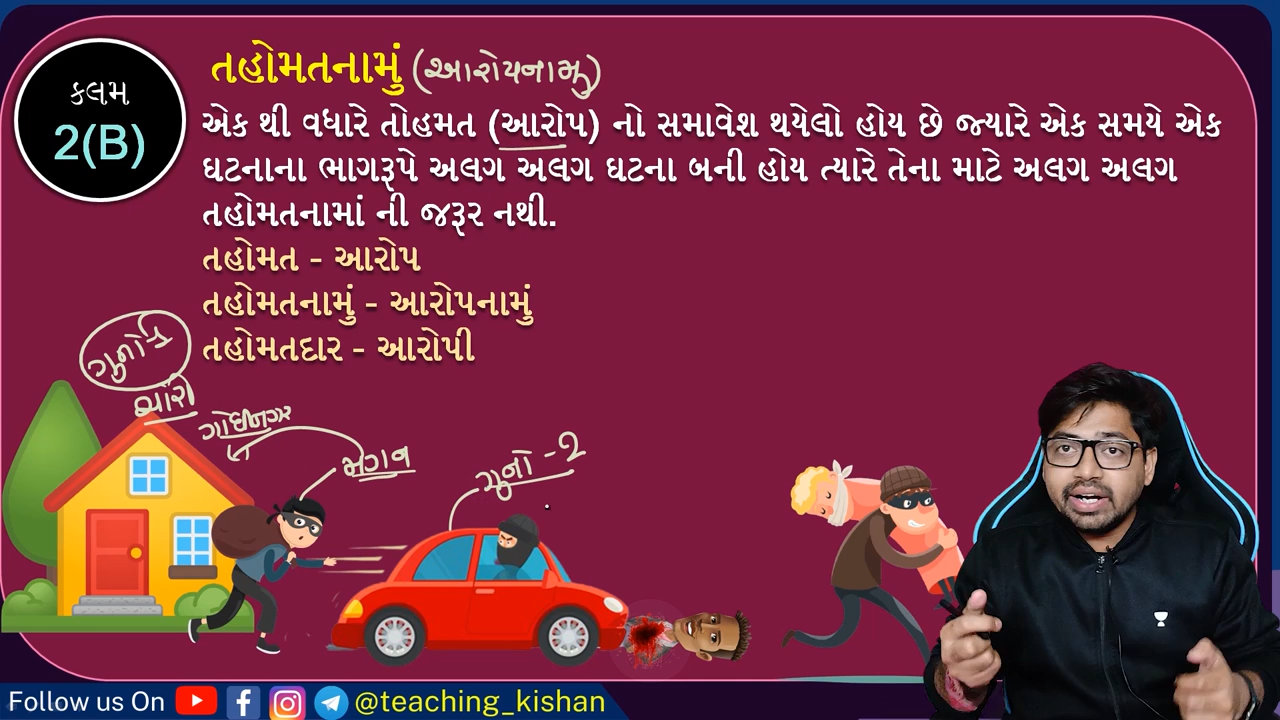 કલમ
2(B)
તહોમતનામું (આરોપનામુ)
એક થી વધારે તોહમત (આરોપ) નો સમાવેશ થયેલો હોય છે જ્યારે એક સમયે એક
ઘટનાના ભાગરૂપે અલગ અલગ ઘટના બની હોય ત્યારે તેના માટે અલગ અલગ
તહોમતનામાં ની જરૂર નથી.
તહોમત - આરોપ
તહોમતનામું - આરોપનામું
તહોમતદાર - આરોપી
ચોરી
ગાંધીનગર
મગન
ગુનો - 2
Follow us On @teaching_kishan